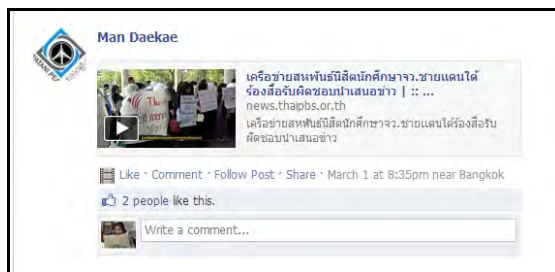 Man Daekae
เครือข่ายสหพันธ์นิสิตนักศึกษาจว.ชายแดนใต้
ร้องสื่อรับผิดชอบนำเสนอข่าว | :: ...
news.thaipbs.or.th
เครือข่ายสหพันธ์นิสิตนักศึกษาจว.ชายแดนใต้ร้องสื่อรับ
ผิดชอบนำเสนอข่าว
Like · Comment · Follow Post · Share · March 1 at 8:35pm near Bangkok
2 people like this.
Write a comment...